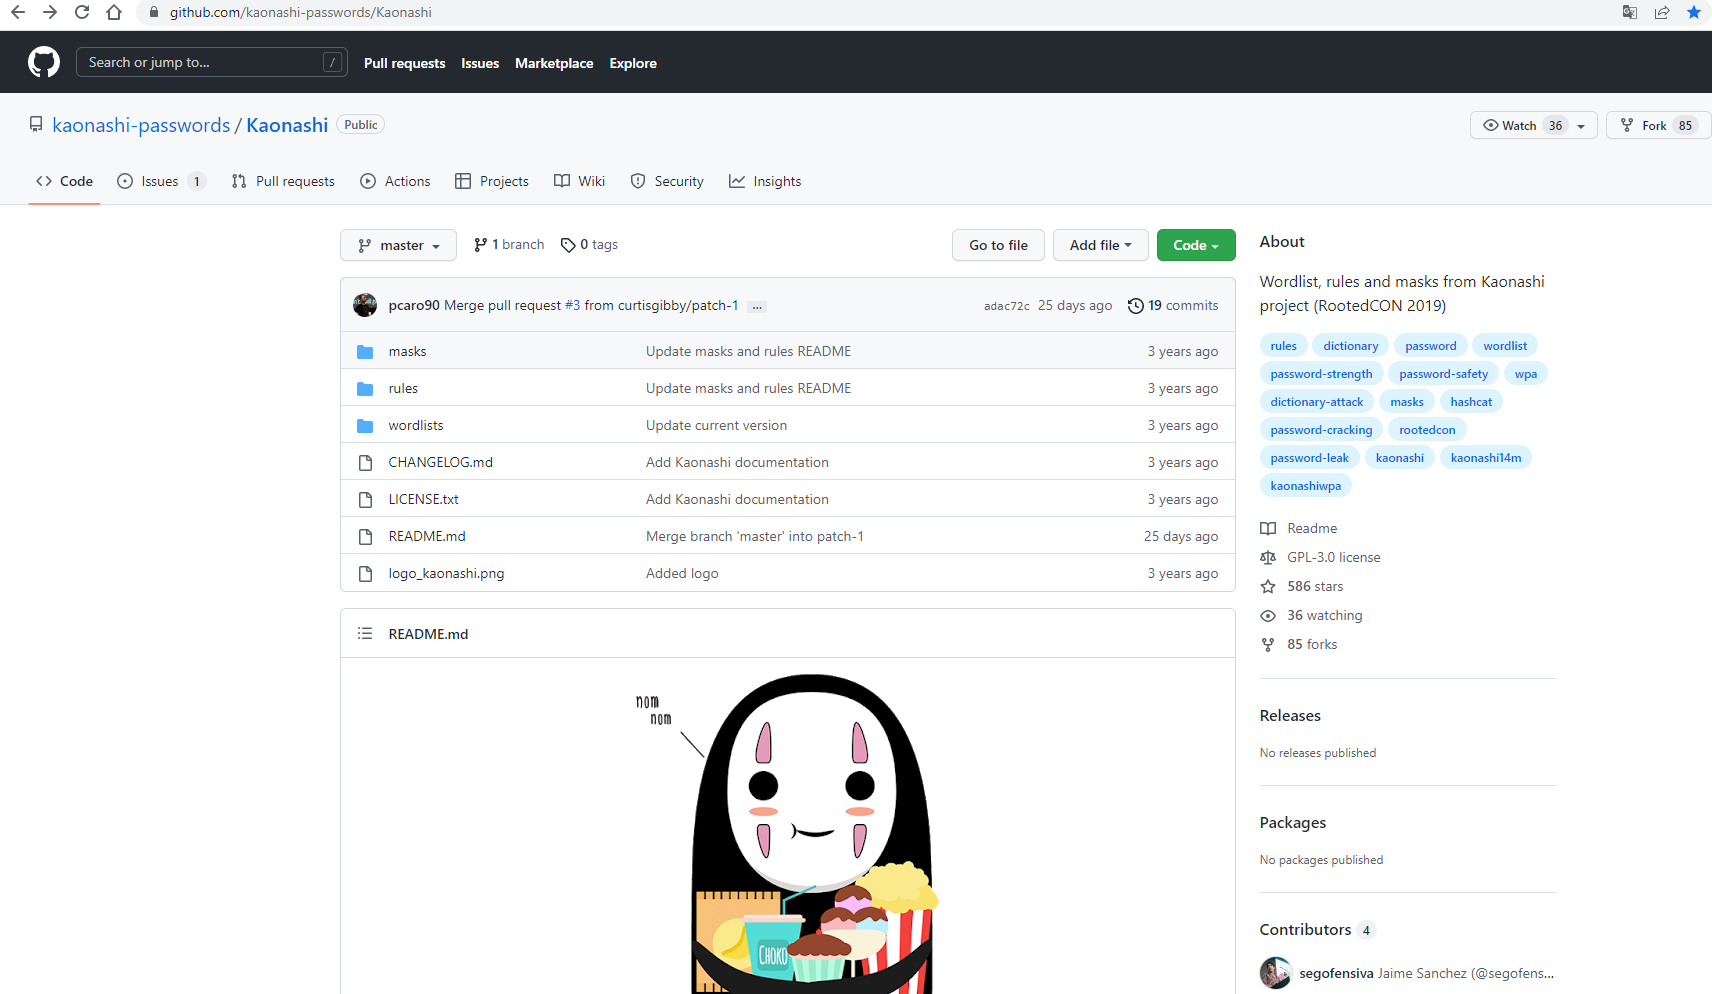 github.com/kaonashi-passwords/Kaonashi
Search or jump to... /
Pull requests Issues Marketplace Explore
kaonashi-passwords / Kaonashi Public
Watch 36
Fork 85
Code Issues 1 Pull requests Actions Projects Wiki Security Insights
master 1 branch 0 tags
Go to file Add file Code
pcaro90 Merge pull request #3 from curtisgibby/patch-1 ... adac72c 25 days ago 19 commits
masks Update masks and rules README 3 years ago
rules Update masks and rules README 3 years ago
wordlists Update current version 3 years ago
CHANGELOG.md Add Kaonashi documentation 3 years ago
LICENSE.txt Add Kaonashi documentation 3 years ago
README.md Merge branch 'master' into patch-1 25 days ago
logo_kaonashi.png Added logo 3 years ago
README.md
nom
nom
CHOKO
About
Wordlist, rules and masks from Kaonashi
project (RootedCON 2019)
rules dictionary password wordlist
password-strength password-safety wpa
dictionary-attack masks hashcat
password-cracking rootedcon
password-leak kaonashi kaonashi14m
kaonashiwpa
Readme
GPL-3.0 license
586 stars
36 watching
85 forks
Releases
No releases published
Packages
No packages published
Contributors 4
segofensiva Jaime Sanchez (@segofens...